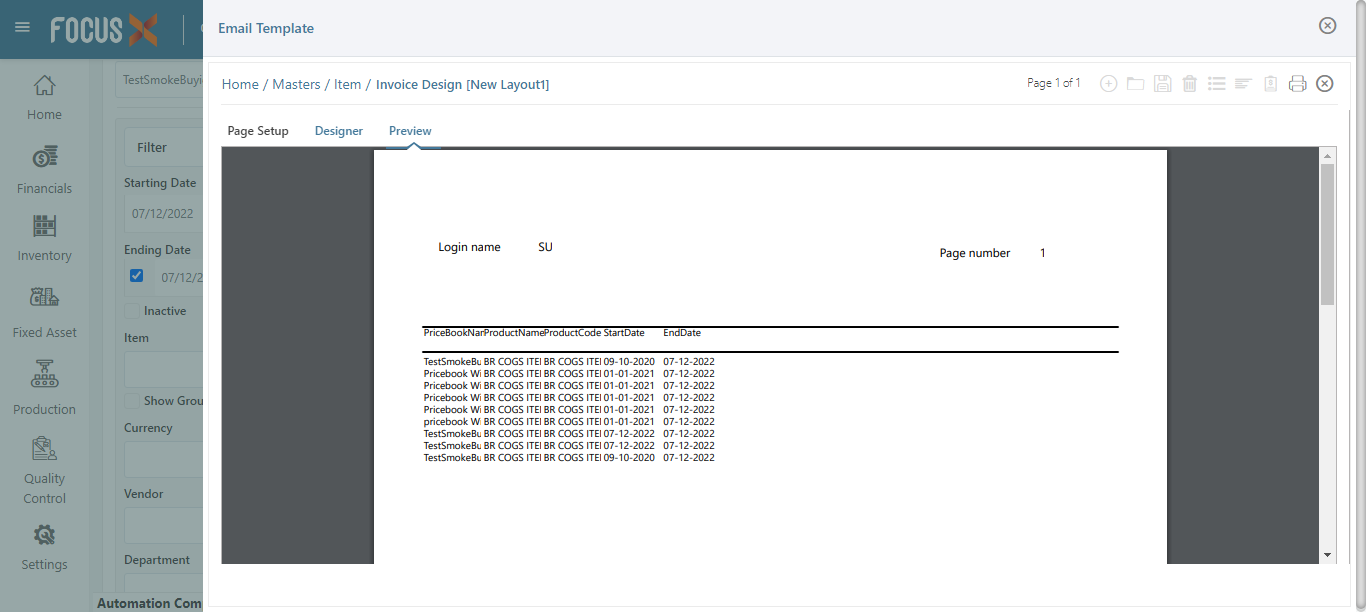 FOCUS X
Email Template
TestSmokeBuyi
Home / Masters / Item / Invoice Design [New Layout1]
Page 1 of 1
Page Setup
Designer
Preview
Home
Financials
Inventory
Fixed Asset
Production
Quality
Control
Settings
Filter
Starting Date
07/12/2022
Ending Date
07/12/2
Inactive
Item
Show Grou
Currency
Vendor
Department
Automation Com
Login name SU
Page number 1
PriceBookNar ProductName ProductCode StartDate EndDate
TestSmokeBu BR COGS ITEI BR COGS ITEI 09-10-2020 07-12-2022
Pricebook Wi BR COGS ITEI BR COGS ITEI 01-01-2021 07-12-2022
Pricebook Wi BR COGS ITEI BR COGS ITEI 01-01-2021 07-12-2022
Pricebook Wi BR COGS ITEI BR COGS ITEI 01-01-2021 07-12-2022
Pricebook Wi BR COGS ITEI BR COGS ITEI 01-01-2021 07-12-2022
pricebook Wi BR COGS ITEI BR COGS ITEI 01-01-2021 07-12-2022
TestSmokeBu BR COGS ITEI BR COGS ITEI 07-12-2022 07-12-2022
TestSmokeBu BR COGS ITEI BR COGS ITEI 07-12-2022 07-12-2022
TestSmokeBu BR COGS ITEI BR COGS ITEI 09-10-2020 07-12-2022